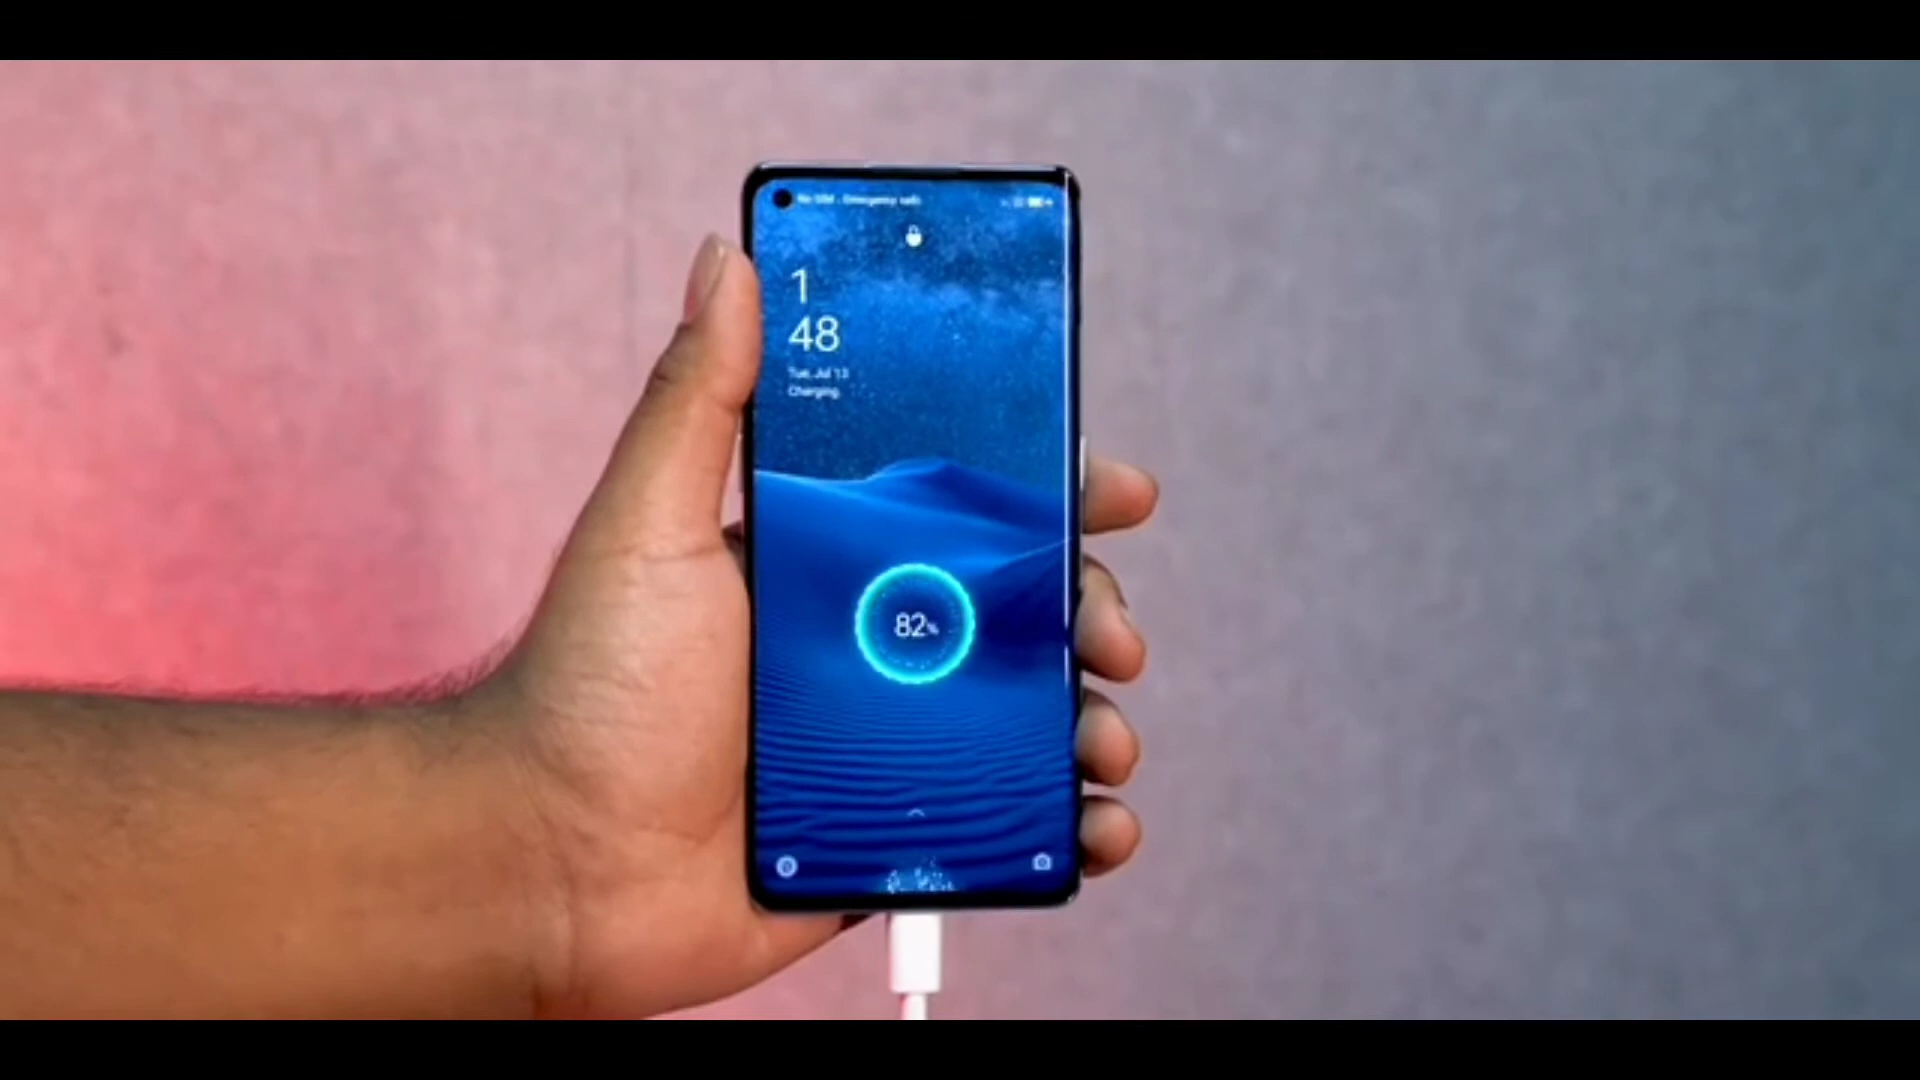 No SIM - Emergency calls
1
48
Tue, Jul 13
Charging
82%